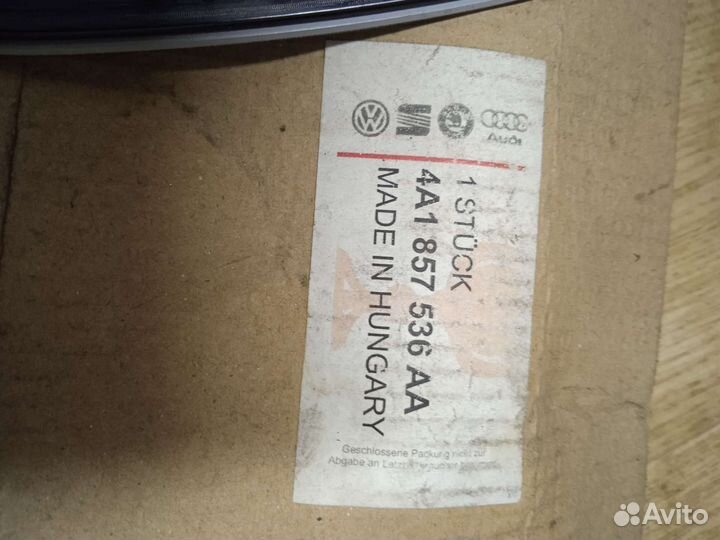 Audi
1 STÜCK
4A1 857 536 AA
MADE IN HUNGARY
Geschlossene Packung nicht zur
Abgabe an
Avito